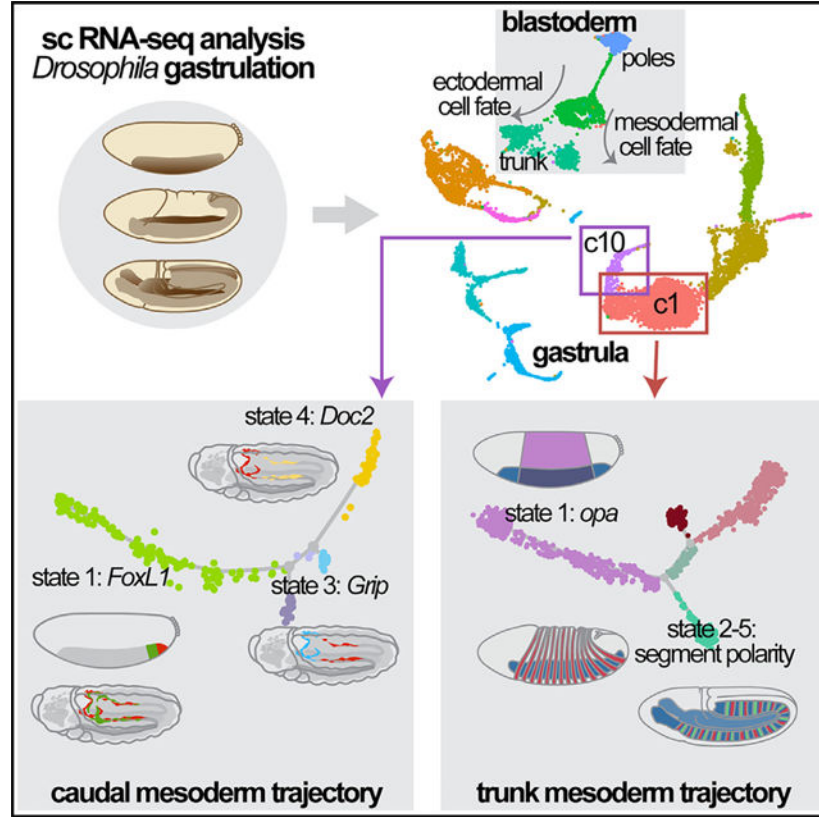 sc RNA-seq analysis
Drosophila gastrulation
blastoderm
poles
ectodermal
cell fate
mesodermal
cell fate
trunk
c10
c1
gastrula
state 4: Doc2
state 1: FoxL1
state 3: Grip
caudal mesoderm trajectory
state 1: opa
state 2-5:
segment polarity
trunk mesoderm trajectory